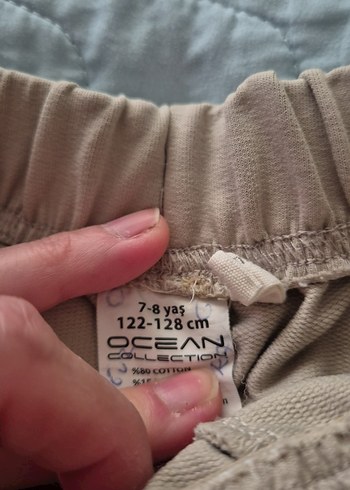 7-8 yaş
122-128 cm
OCEAN
COLLECTION
%80 COTTON